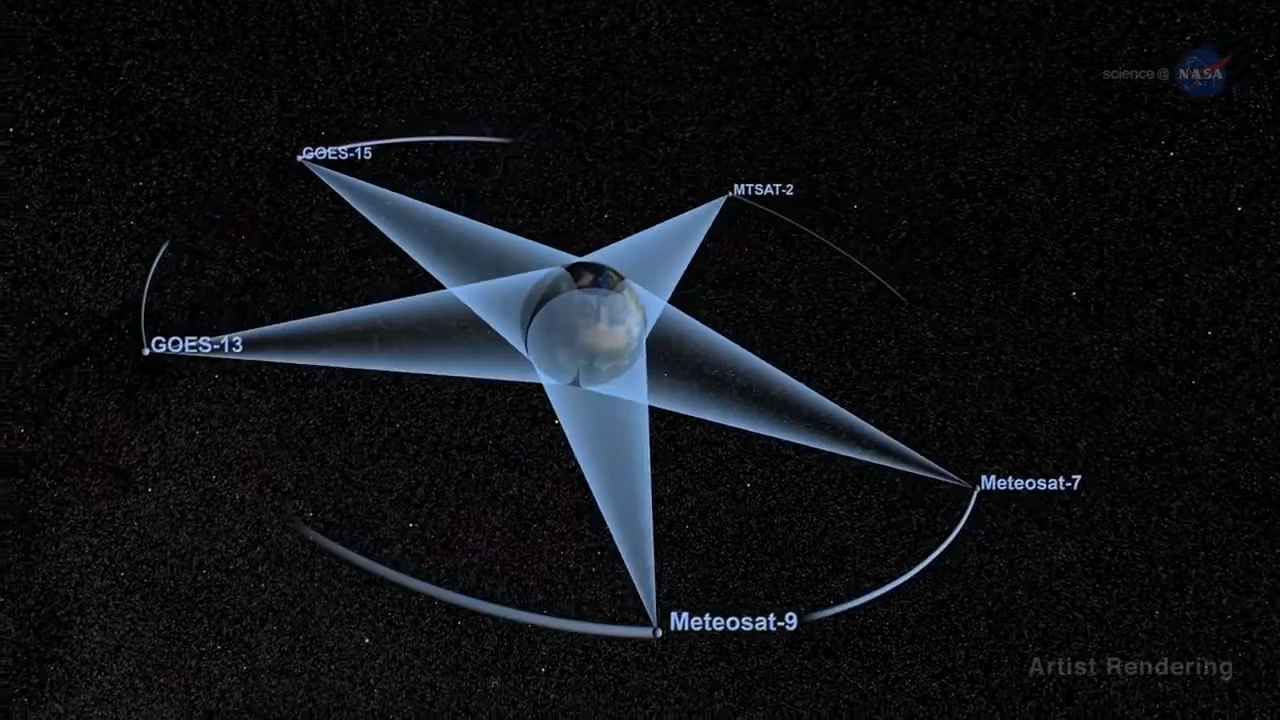 science@ NASA
GOES-15
MTSAT-2
GOES-13
Meteosat-7
Meteosat-9
Artist Rendering